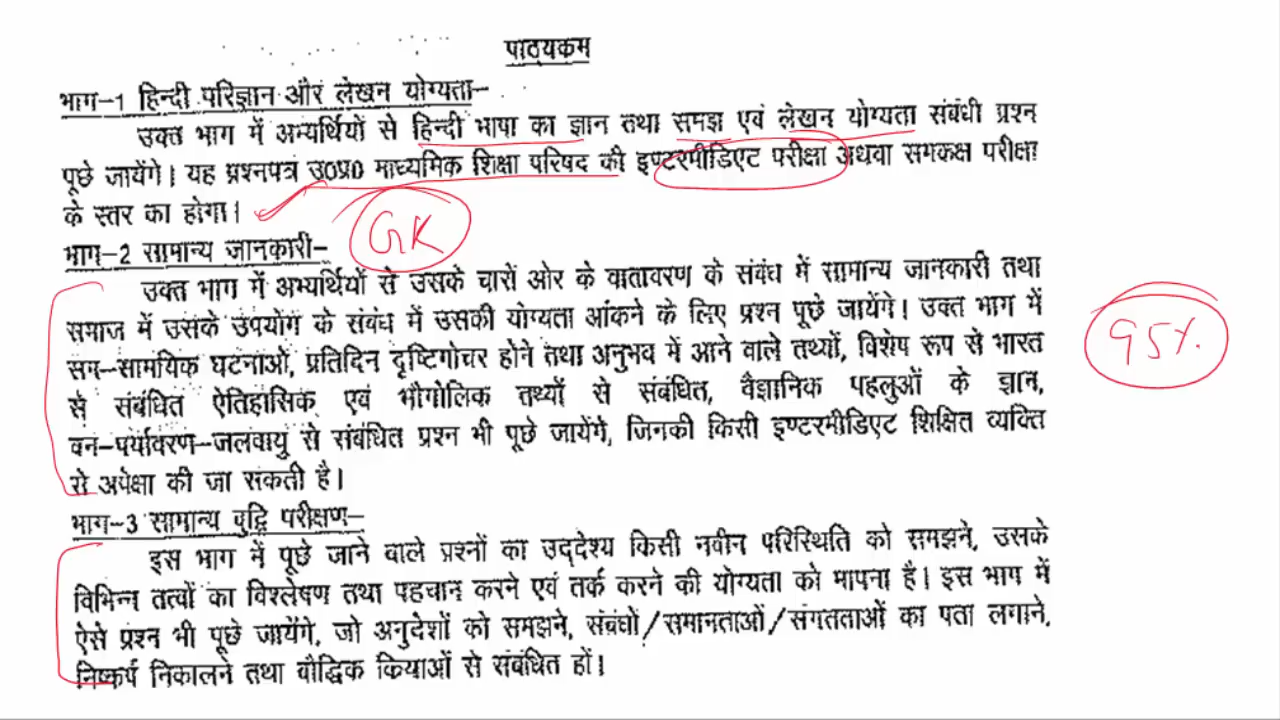 पाठ्यकम
भाग-1 हिन्दी परिज्ञान और लेखन योग्यता-
उक्त भाग में अभ्यर्थियों से हिन्दी भाषा का ज्ञान तथा समझ एवं लेखन योग्यता संबंधी प्रश्न
पूछे जायेंगे। यह प्रश्नपत्र उ0प्र0 माध्यमिक शिक्षा परिषद की इण्टरमीडिएट परीक्षा अथवा समकक्ष परीक्षा
के स्तर का होगा।
GK
भाग-2 सामान्य जानकारी-
उक्त भाग में अभ्यर्थियों से उसके चारों ओर के वातावरण के संबंध में सामान्य जानकारी तथा
समाज में उसके उपयोग के संबंध में उसकी योग्यता आंकने के लिए प्रश्न पूछे जायेंगे। उक्त भाग में
95%.
सम-सामयिक घटनाओं, प्रतिदिन दृष्टिगोचर होने तथा अनुभव में आने वाले तथ्यों, विशेष रूप से भारत
से संबंधित ऐतिहासिक एवं भौगोलिक तथ्यों से संबंधित, वैज्ञानिक पहलुओं के ज्ञान,
वन-पर्यावरण-जलवायु से संबंधित प्रश्न भी पूछे जायेंगे, जिनकी किसी इण्टरमीडिएट शिक्षित व्यक्ति
से अपेक्षा की जा सकती है।
भाग-3 सामान्य बुद्धि परीक्षण-
इस भाग में पूछे जाने वाले प्रश्नों का उद्देश्य किसी नवीन परिस्थिति को समझने, उसके
विभिन्न तत्वों का विश्लेषण तथा पहचान करने एवं तर्क करने की योग्यता को मापना है। इस भाग में
ऐसे प्रश्न भी पूछे जायेंगे, जो अनुदेशों को समझने, संबंधों/समानताओं/संगतताओं का पता लगाने,
निष्कर्ष निकालने तथा बौद्धिक कियाओं से संबंधित हों।